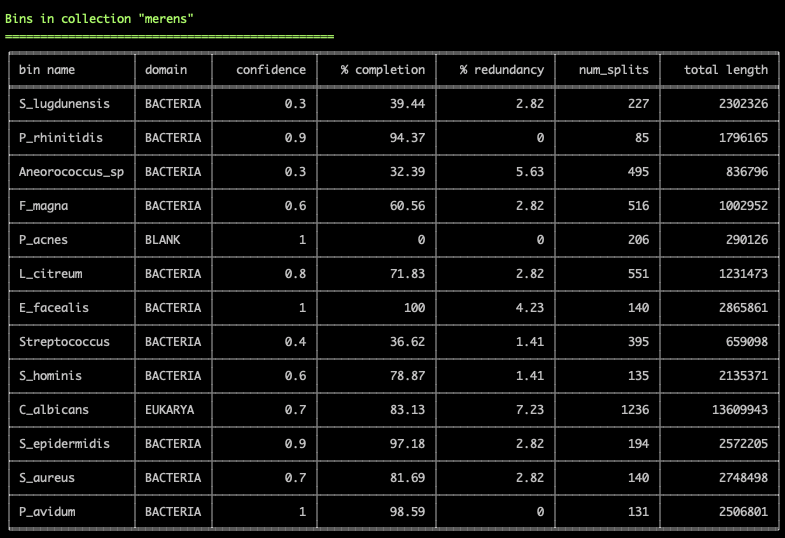 Bins in collection "merens"
===============================================
bin name domain confidence % completion % redundancy num_splits total length
S_lugdunensis BACTERIA 0.3 39.44 2.82 227 2302326
P_rhinitidis BACTERIA 0.9 94.37 0 85 1796165
Aneorococcus_sp BACTERIA 0.3 32.39 5.63 495 836796
F_magna BACTERIA 0.6 60.56 2.82 516 1002952
P_acnes BLANK 1 0 0 206 290126
L_citreum BACTERIA 0.8 71.83 2.82 551 1231473
E_facealis BACTERIA 1 100 4.23 140 2865861
Streptococcus BACTERIA 0.4 36.62 1.41 395 659098
S_hominis BACTERIA 0.6 78.87 1.41 135 2135371
C_albicans EUKARYA 0.7 83.13 7.23 1236 13609943
S_epidermidis BACTERIA 0.9 97.18 2.82 194 2572205
S_aureus BACTERIA 0.7 81.69 2.82 140 2748498
P_avidum BACTERIA 1 98.59 0 131 2506801